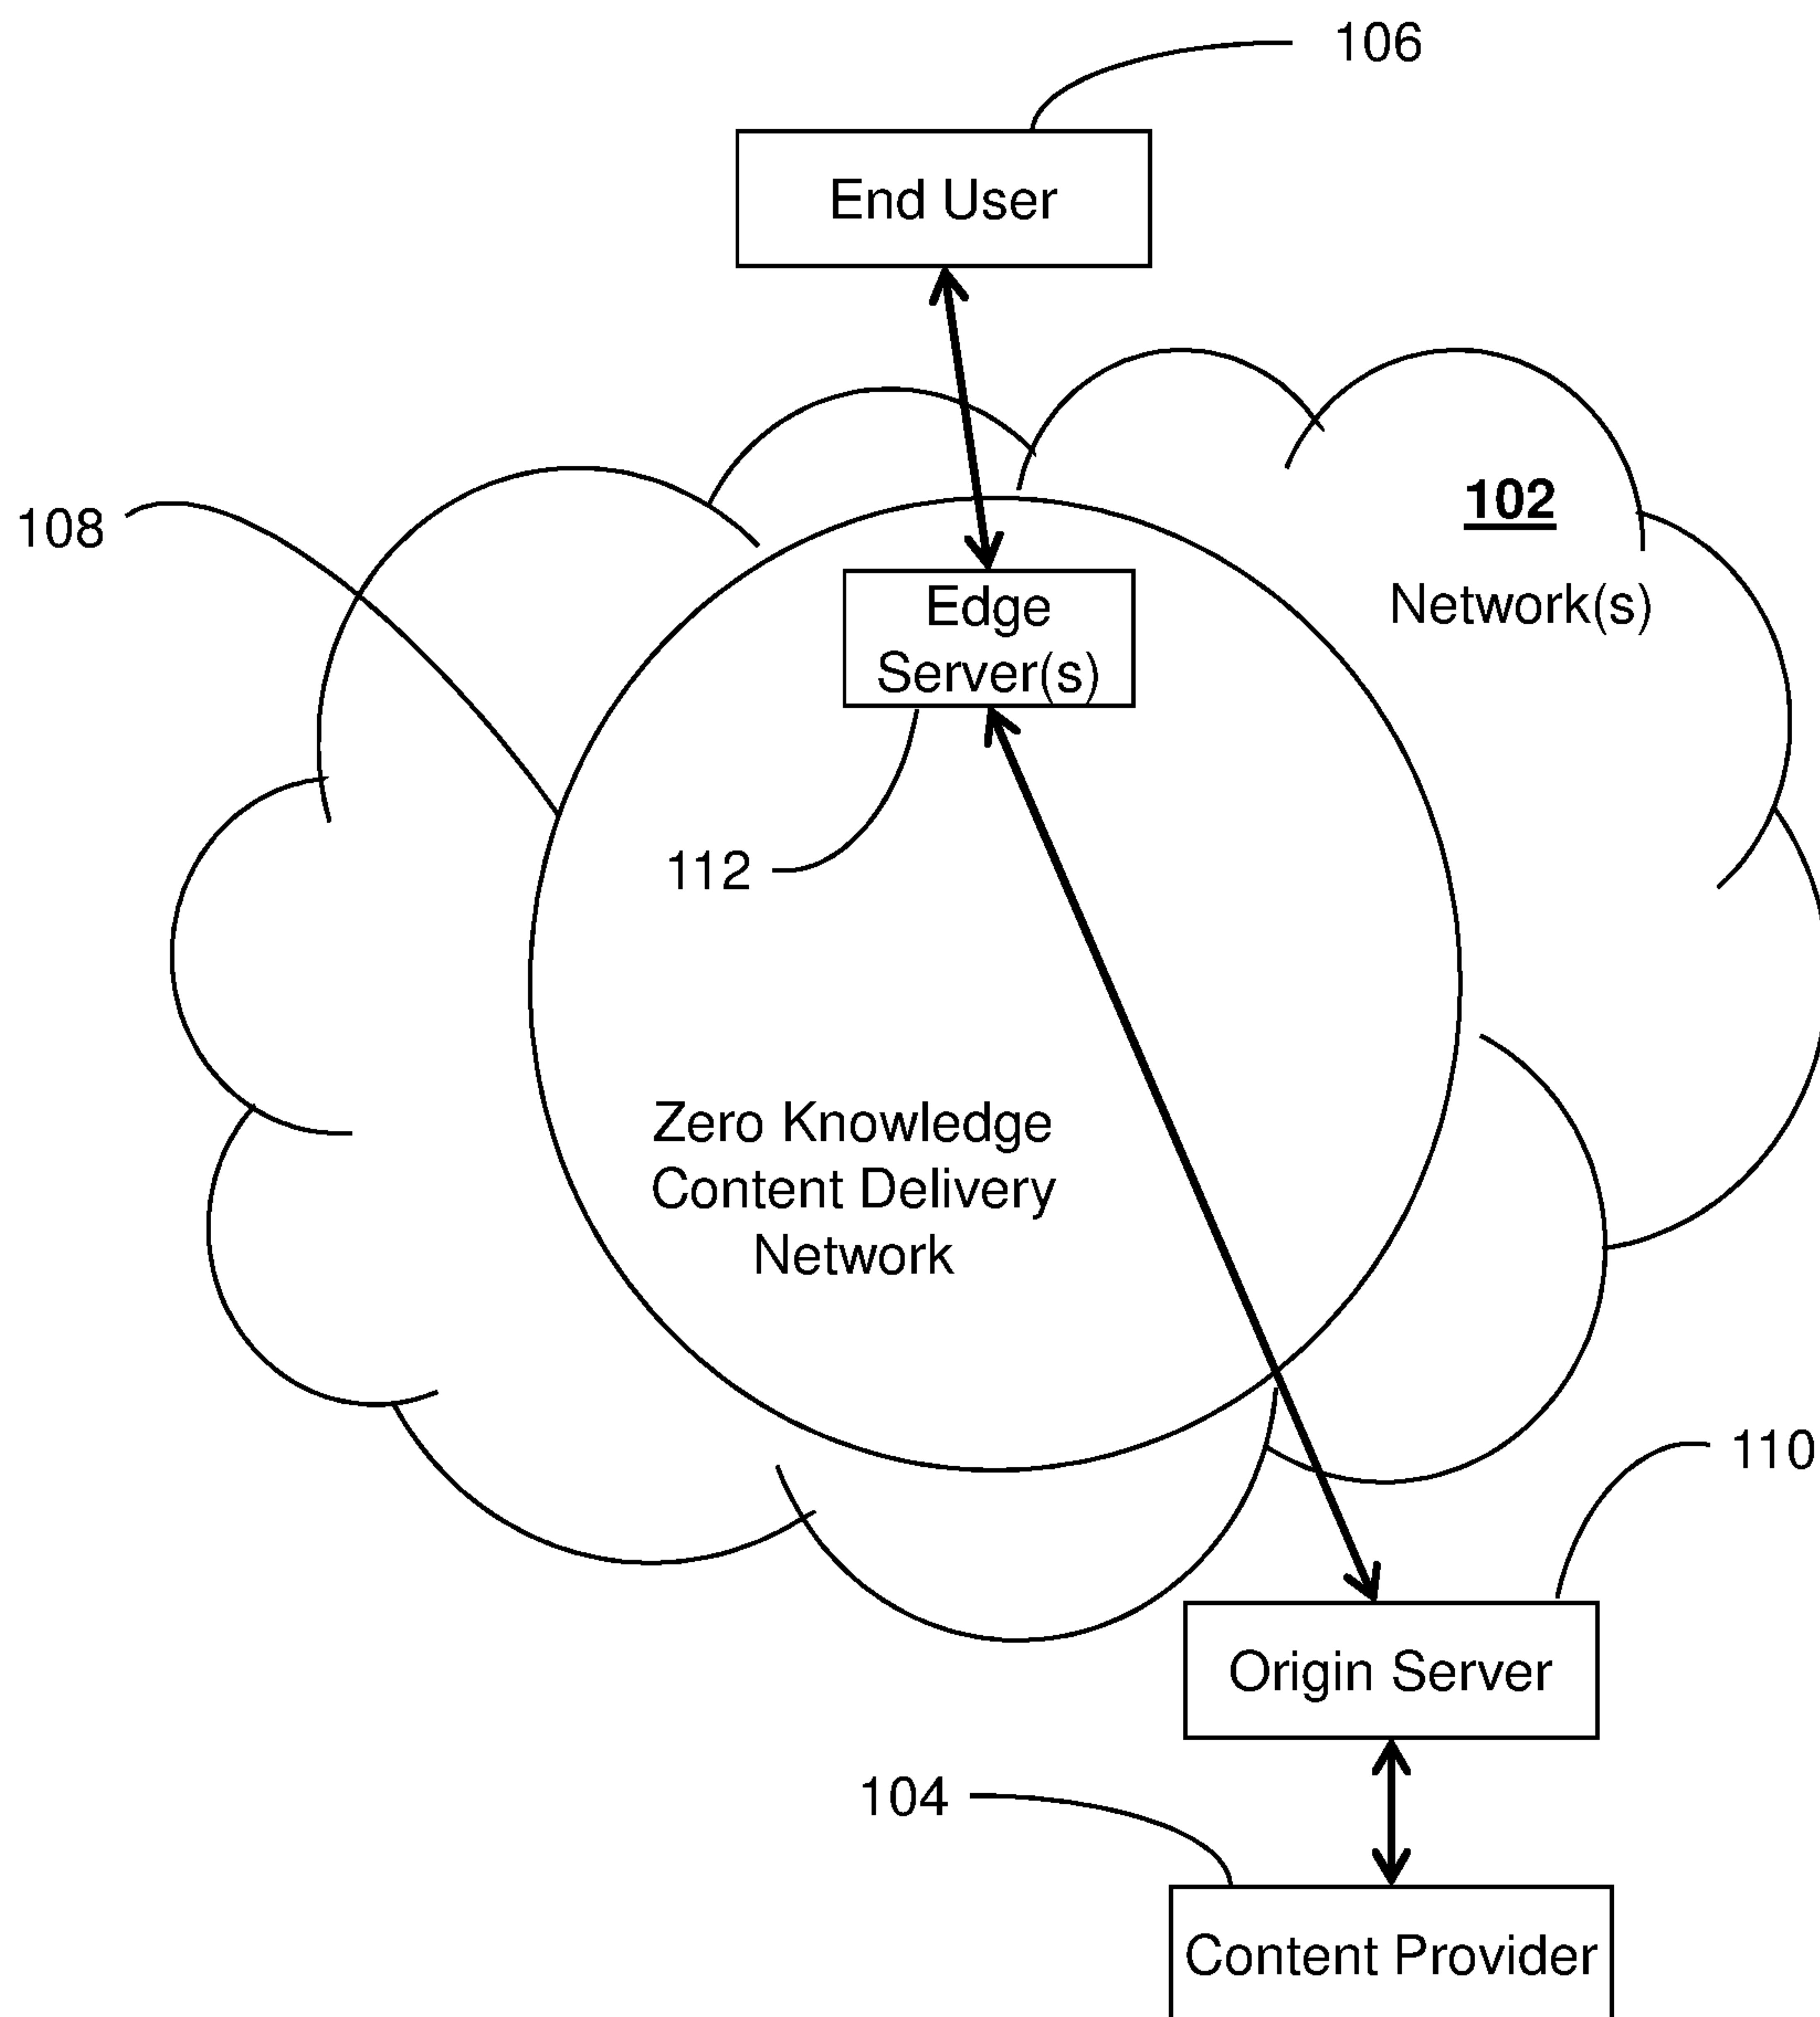 106
End User
102
108
Network(s)
Edge
Server(s)
112
Zero Knowledge
Content Delivery
Network
110
Origin Server
104
Content Provider